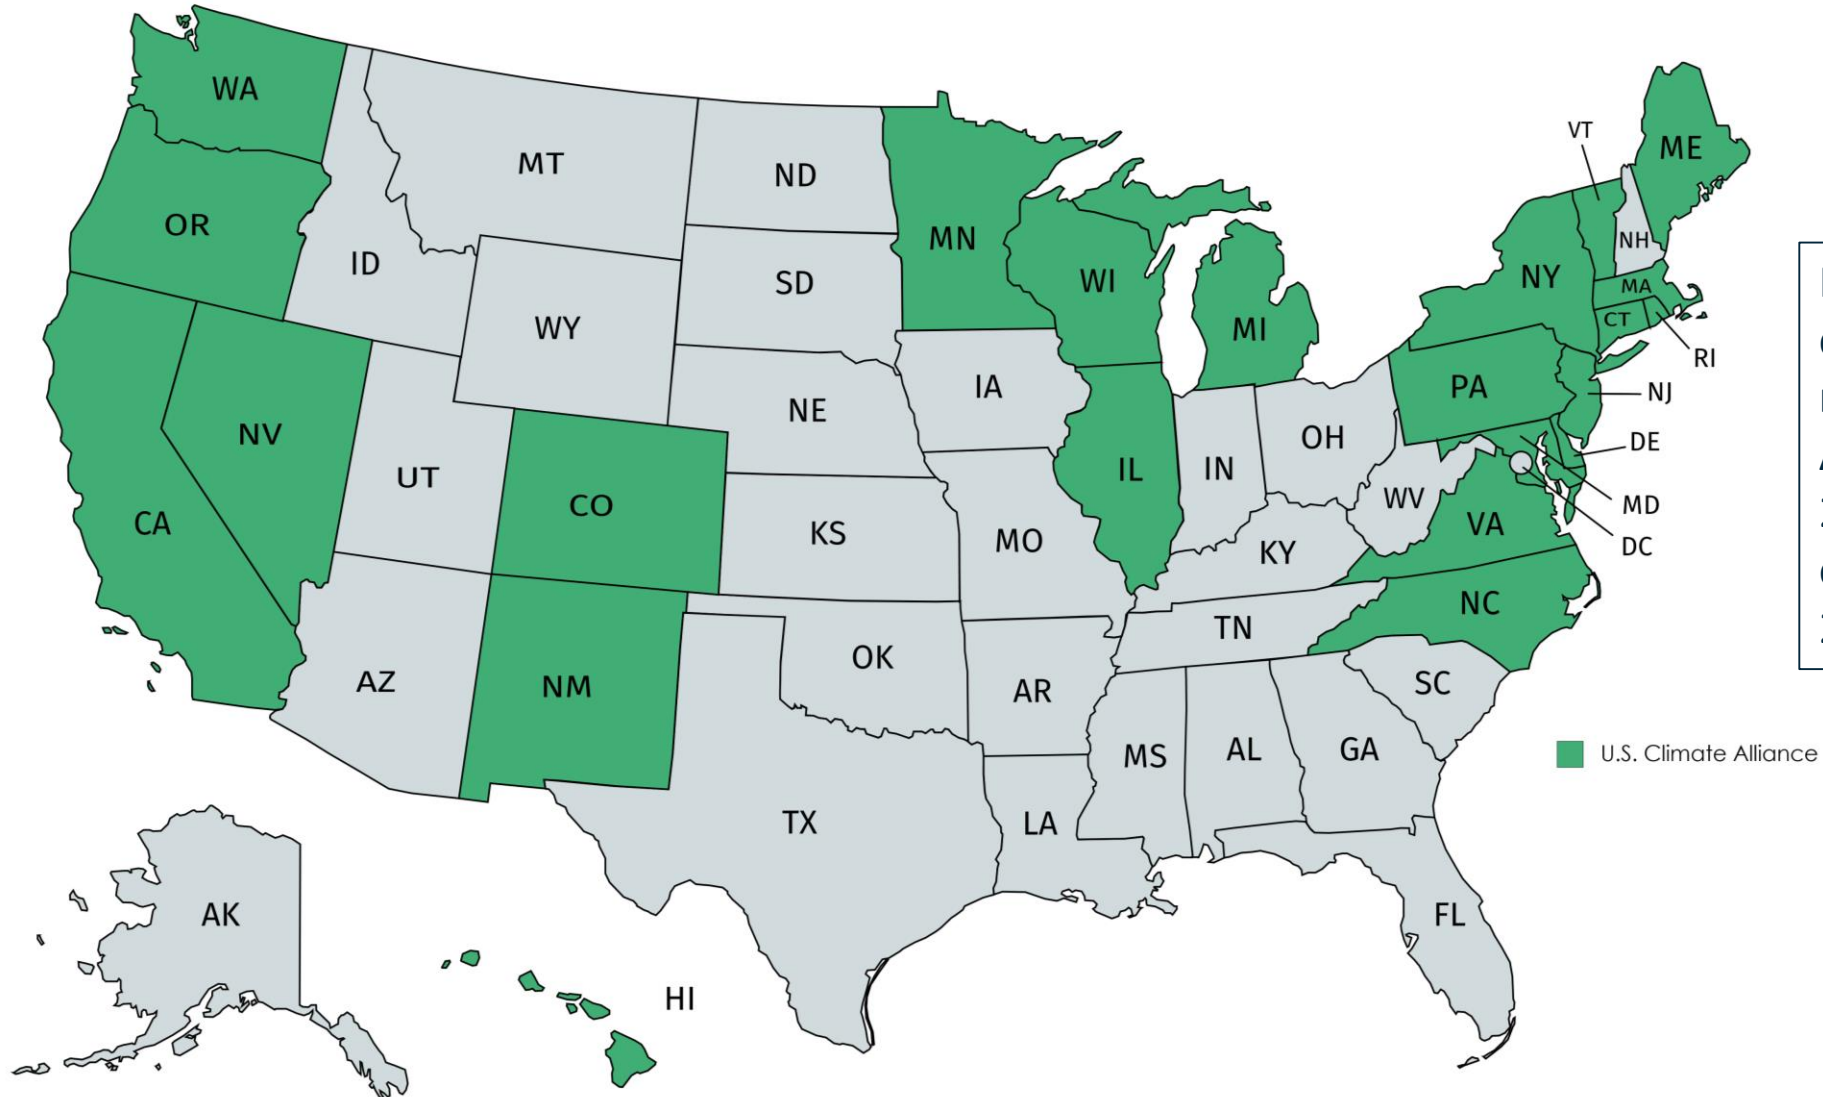 WA
MT
ND
MN
VT
ME
OR
ID
SD
WI
NY
NH
MA
CT
RI
WY
MI
IA
PA
NJ
NV
NE
OH
DE
UT
CO
IL
IN
WV
MD
CA
KS
MO
KY
VA
DC
NC
TN
AZ
NM
OK
AR
SC
MS
AL
GA
U.S. Climate Alliance
TX
LA
AK
HI
FL